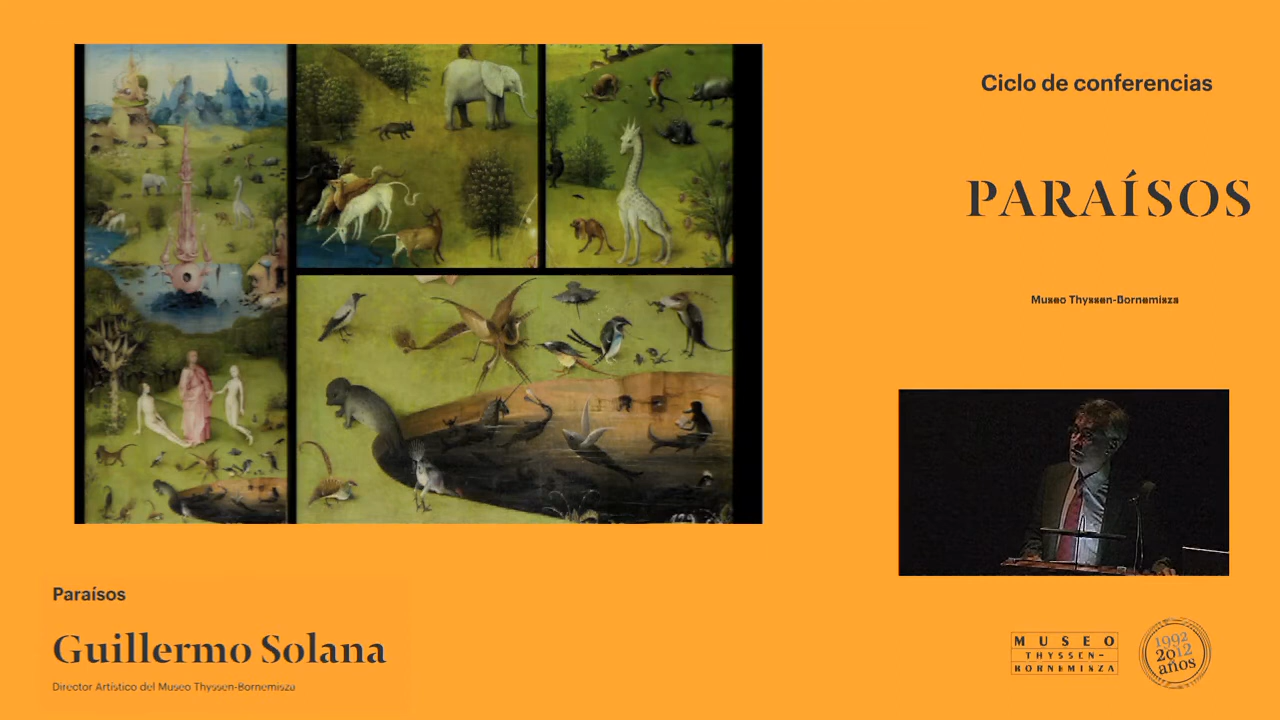 Ciclo de conferencias
PARAÍSOS
Museo Thyssen-Bornemisza
Paraísos
Guillermo Solana
Director Artístico del Museo Thyssen-Bornemisza
MUSEO
THYSSEN-
BORNEMISZA
1992
2012
años